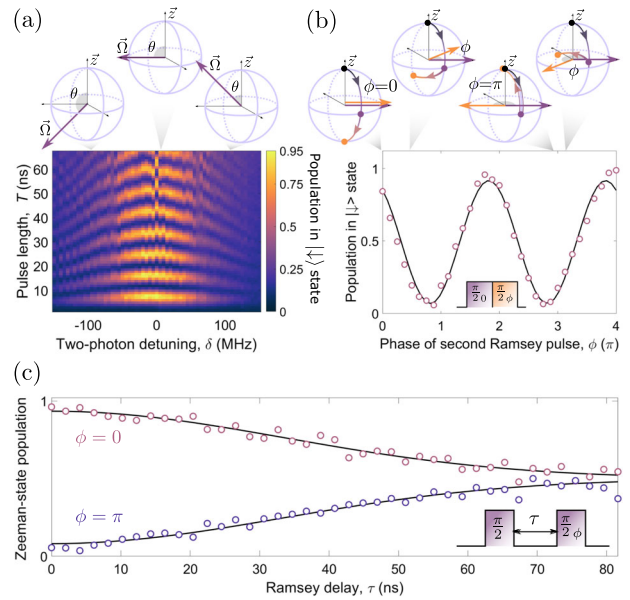 (a)
z⃗
Ω⃗
θ
z⃗
Ω⃗
θ
z⃗
Ω⃗
θ
Pulse length, T (ns)
60
50
40
30
20
10
-100
0
100
Two-photon detuning, δ (MHz)
0.95
0.75
0.5
0.25
0
Population in |↓⟩ state
(b)
z⃗
ϕ
z⃗
ϕ=0
z⃗
ϕ
z⃗
ϕ=π
Population in |↓> state
1
0.5
0
0
1
2
3
4
π/2 0
π/2 ϕ
Phase of second Ramsey pulse, ϕ (π)
(c)
Zeeman-state population
1
0
ϕ = 0
ϕ = π
π/2
τ
π/2 ϕ
0
10
20
30
40
50
60
70
80
Ramsey delay, τ (ns)